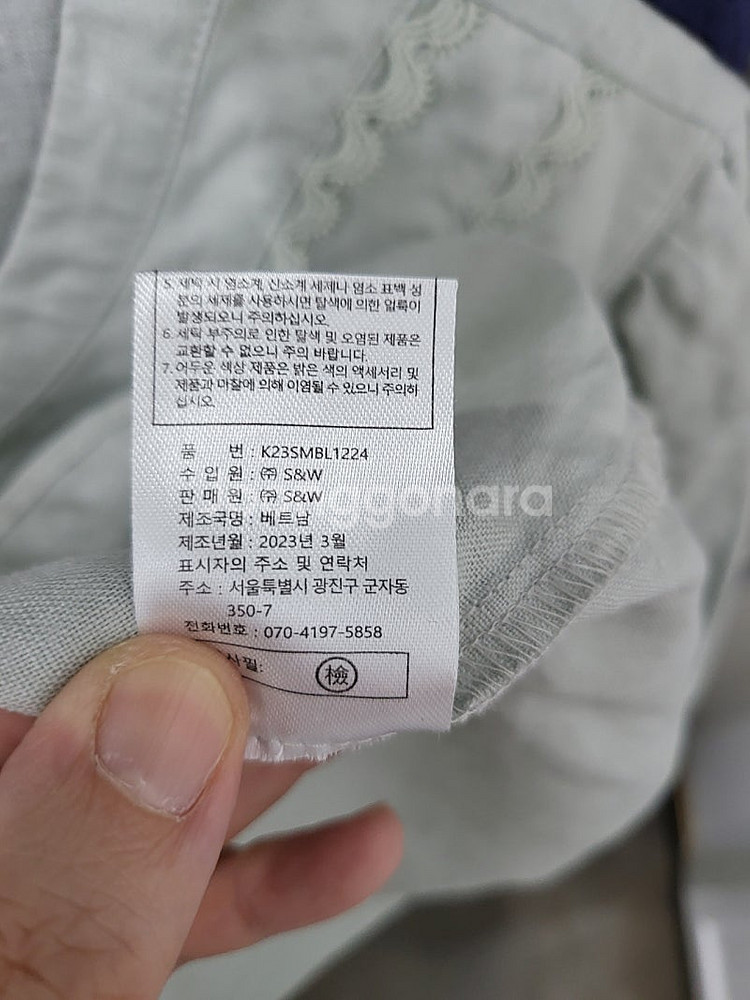 5. 세탁 시 염소계, 산소계 세제나 염소 표백 성
분의 세제를 사용하시면 탈색에 의한 얼룩이
발생되오니 주의하십시오.
6. 세탁 부주의로 인한 탈색 및 오염된 제품은
교환할 수 없으니 주의 바랍니다.
7. 어두운 색상 제품은 밝은 색의 액세서리 및
제품과 마찰에 의해 이염될 수 있으니 주의하
십시오.
품 번 : K23SMBL1224
수 입 원 : ㈜ S&W
판 매 원 : ㈜ S&W
제조국명 : 베트남
제조년월 : 2023년 3월
표시자의 주소 및 연락처
주소 : 서울특별시 광진구 군자동
350-7
전화번호 : 070-4197-5858
檢